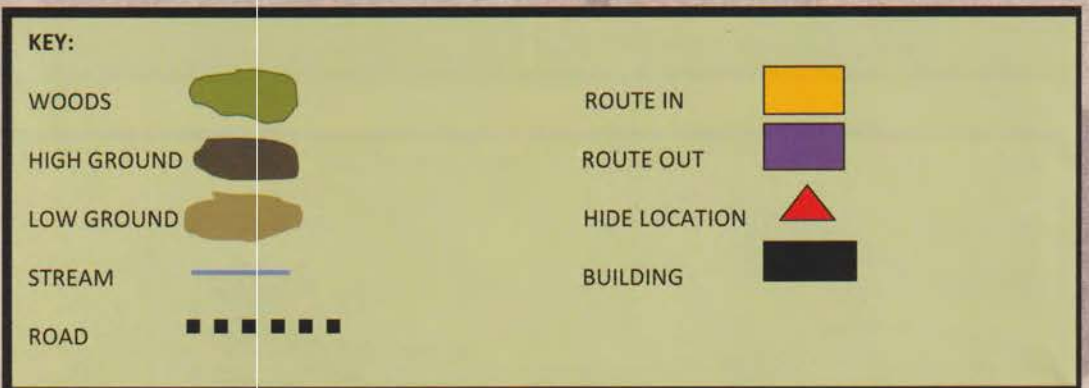 KEY:
WOODS
HIGH GROUND
LOW GROUND
STREAM
ROAD
ROUTE IN
ROUTE OUT
HIDE LOCATION
BUILDING